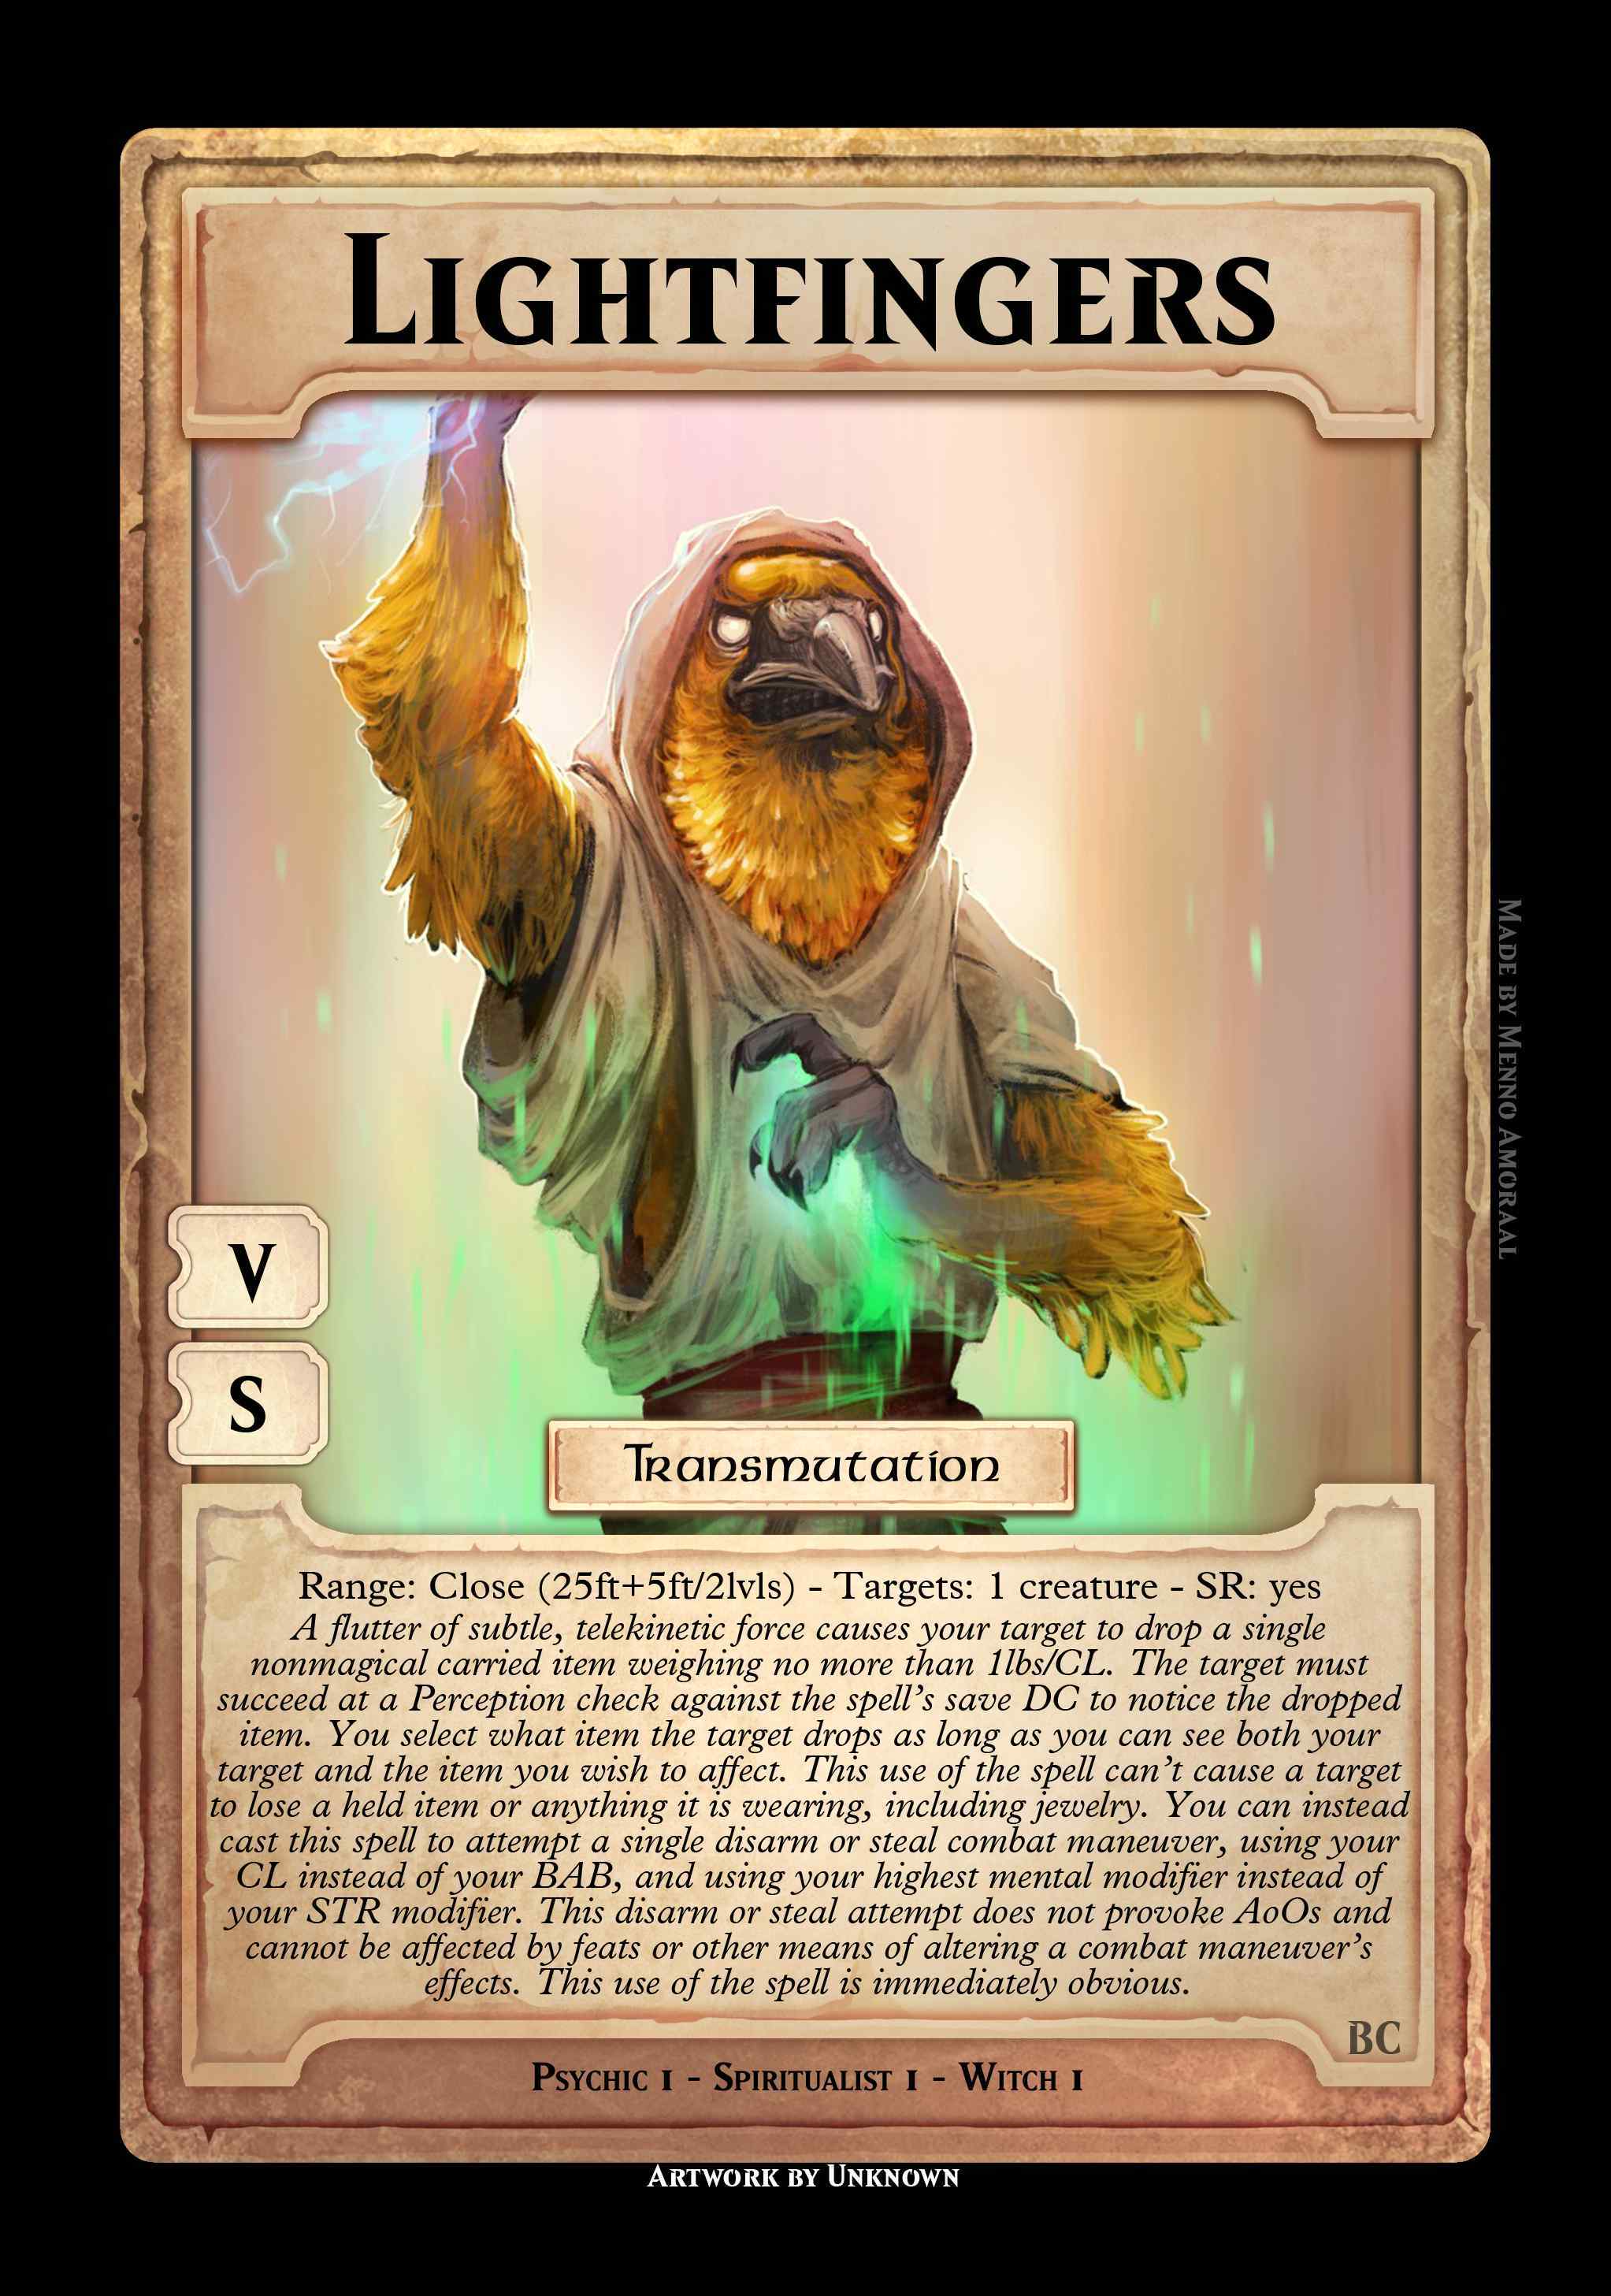 Lightfingers
V
S
Transmutation
Range: Close (25ft+5ft/2lvls) - Targets: 1 creature - SR: yes
A flutter of subtle, telekinetic force causes your target to drop a single
nonmagical carried item weighing no more than 1lbs/CL. The target must
succeed at a Perception check against the spell's save DC to notice the dropped
item. You select what item the target drops as long as you can see both your
target and the item you wish to affect. This use of the spell can't cause a target
to lose a held item or anything it is wearing, including jewelry. You can instead
cast this spell to attempt a single disarm or steal combat maneuver, using your
CL instead of your BAB, and using your highest mental modifier instead of
your STR modifier. This disarm or steal attempt does not provoke AoOs and
cannot be affected by feats or other means of altering a combat maneuver's
effects. This use of the spell is immediately obvious.
BC
Psychic 1 - Spiritualist 1 - Witch 1
Artwork by Unknown
Made by Menno Amoraal